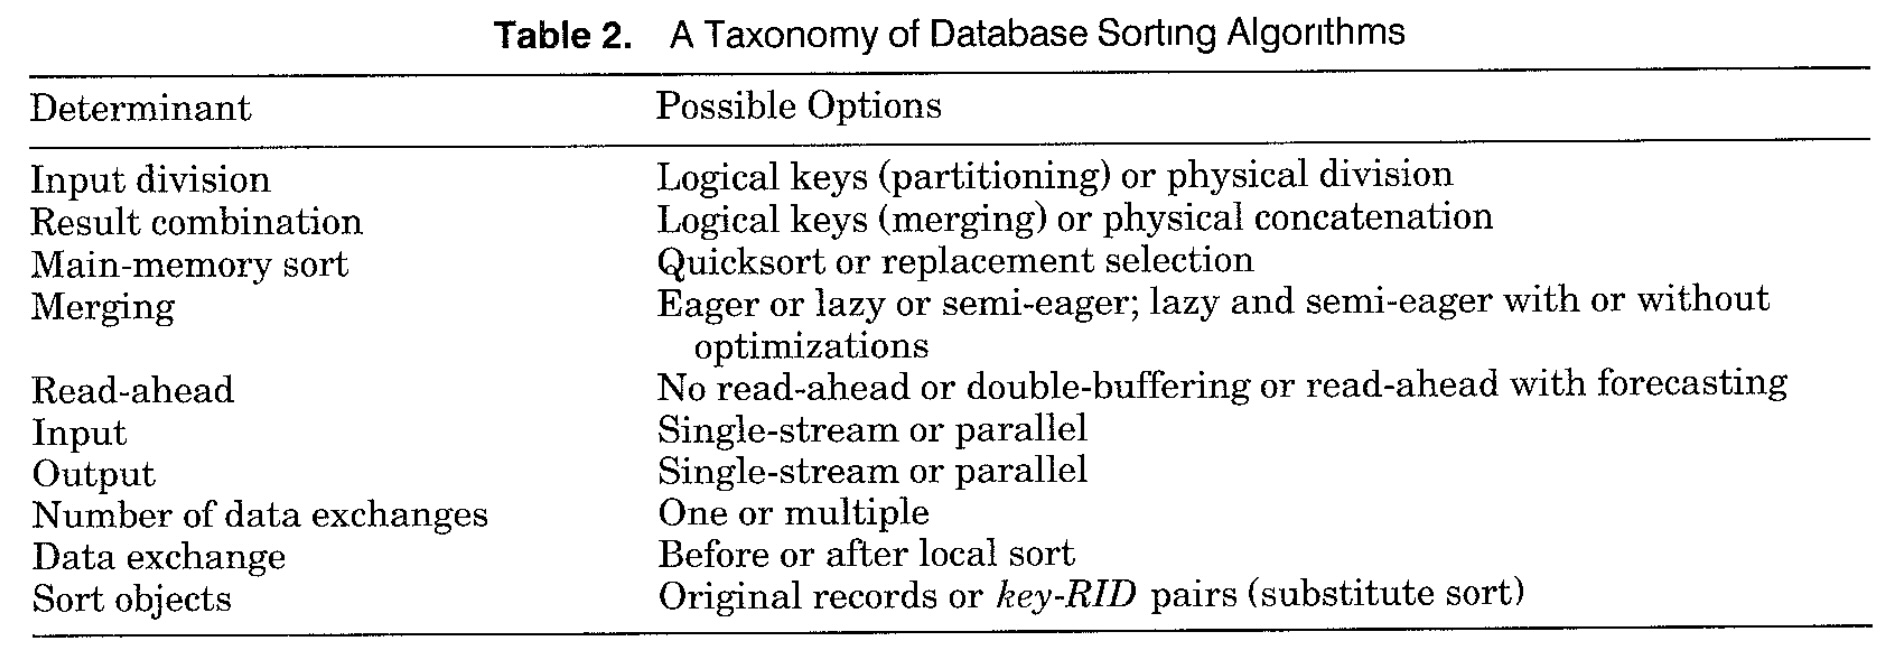 Table 2. A Taxonomy of Database Sorting Algorithms
Determinant Possible Options
Input division Logical keys (partitioning) or physical division
Result combination Logical keys (merging) or physical concatenation
Main-memory sort Quicksort or replacement selection
Merging Eager or lazy or semi-eager; lazy and semi-eager with or without
optimizations
Read-ahead No read-ahead or double-buffering or read-ahead with forecasting
Input Single-stream or parallel
Output Single-stream or parallel
Number of data exchanges One or multiple
Data exchange Before or after local sort
Sort objects Original records or key-RID pairs (substitute sort)